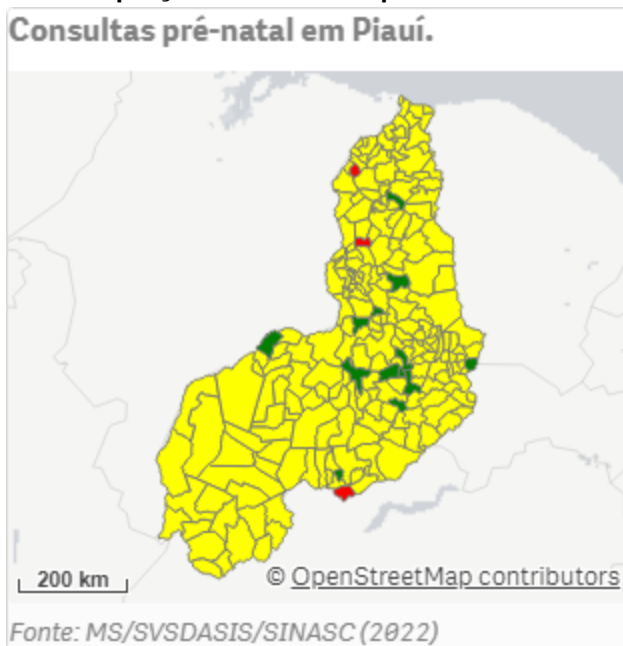 Consultas pré-natal em Piauí.
200 km
© OpenStreetMap contributors
Fonte: MS/SVSDASIS/SINASC (2022)